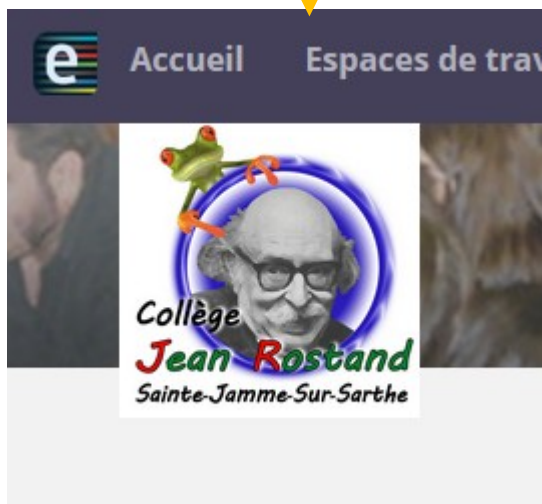 e Accueil Espaces de trav
Collège
Jean Rostand
Sainte-Jamme-Sur-Sarthe